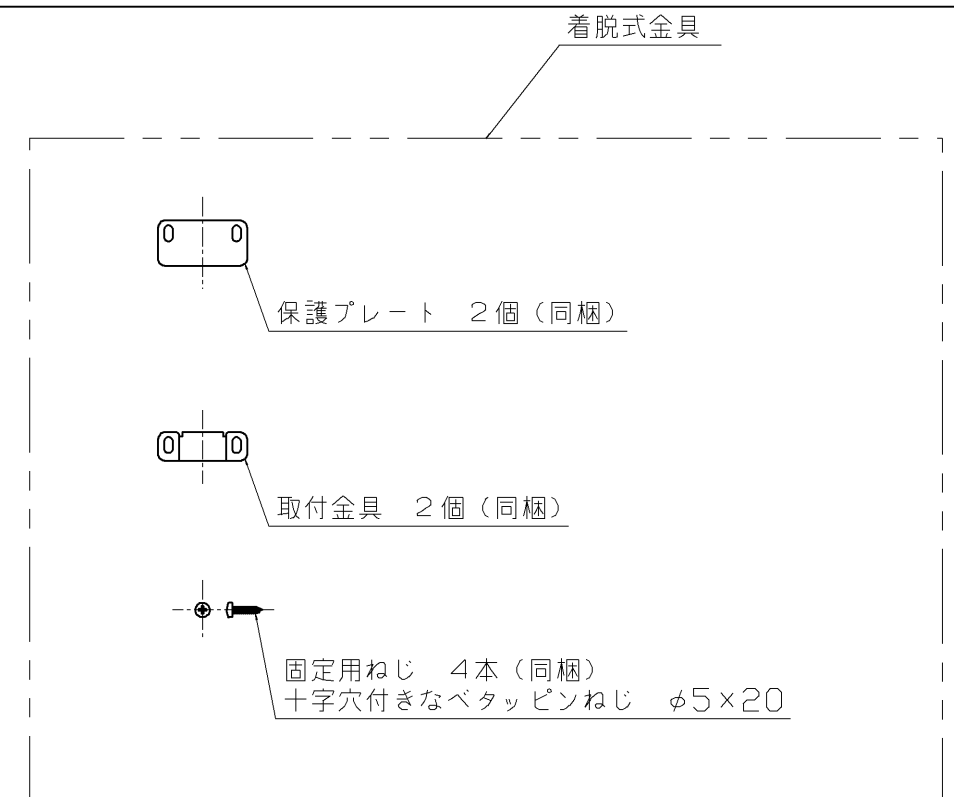 着脱式金具
保護プレート　２個（同梱）
取付金具　２個（同梱）
固定用ねじ　４本（同梱）
十字穴付きなベタッピンねじ　φ5×20